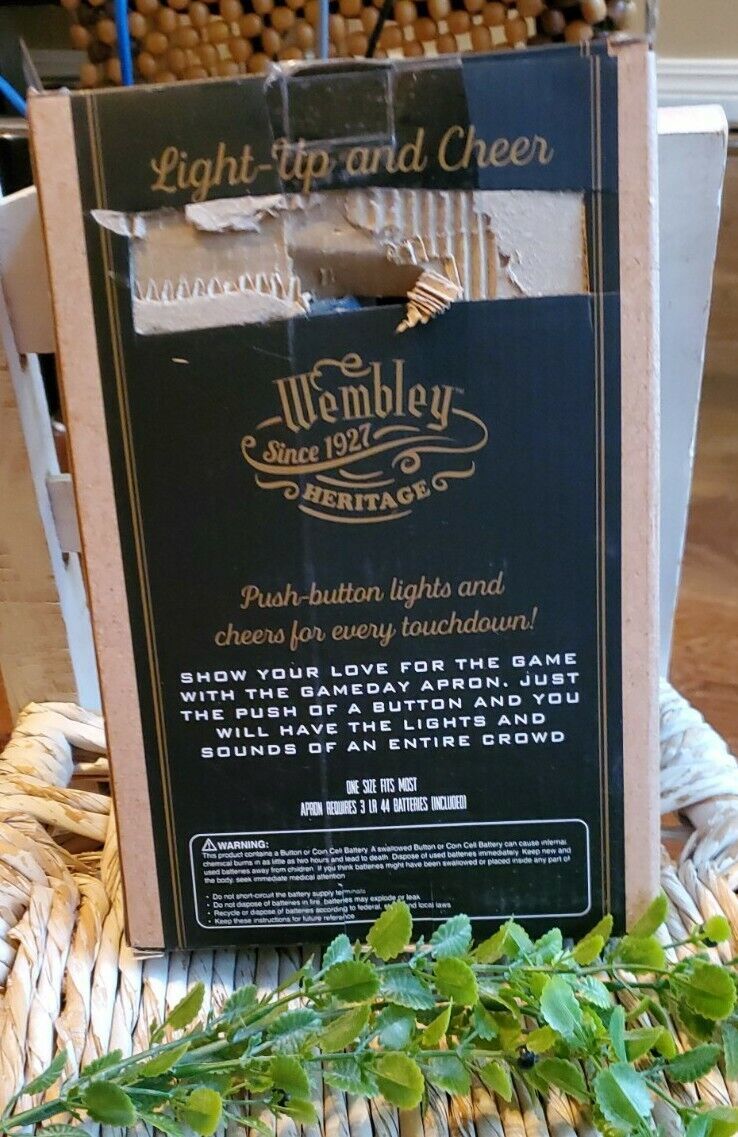 Light-Up and Cheer
Wembley™
Since 1927
HERITAGE
Push-button lights and
cheers for every touchdown!
SHOW YOUR LOVE FOR THE GAME
WITH THE GAMEDAY APRON. JUST
THE PUSH OF A BUTTON AND YOU
WILL HAVE THE LIGHTS AND
SOUNDS OF AN ENTIRE CROWD
ONE SIZE FITS MOST
APRON REQUIRES 3 LR 44 BATTERIES (INCLUDED)
⚠WARNING:
This product contains a Button or Coin Cell Battery. A swallowed Button or Coin Cell Battery can cause internal
chemical burns in as little as two hours and lead to death. Dispose of used batteries immediately. Keep new and
used batteries away from children. If you think batteries might have been swallowed or placed inside any part of
the body, seek immediate medical attention
• Do not short-circuit the battery supply terminals
• Do not dispose of batteries in fire, batteries may explode or leak
• Recycle or dispose of batteries according to federal, and local laws
• Keep these instructions for future reference